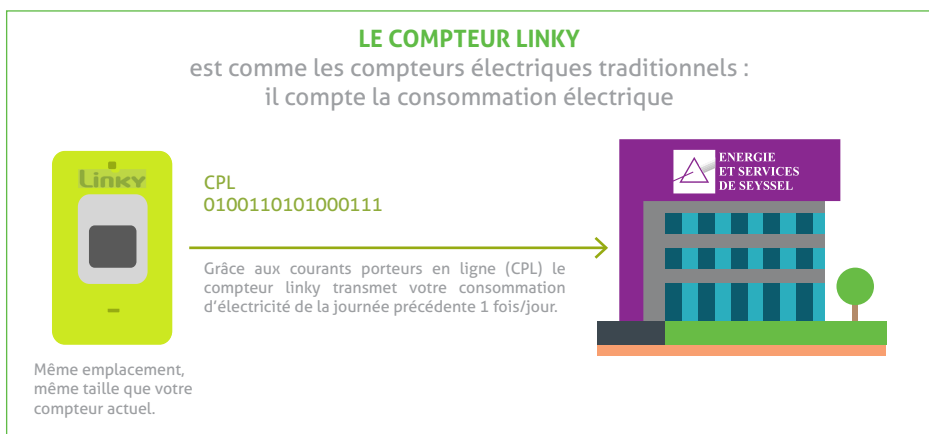 LE COMPTEUR LINKY
est comme les compteurs électriques traditionnels :
il compte la consommation électrique
Linky
CPL
0100110101000111
Grâce aux courants porteurs en ligne (CPL) le
compteur linky transmet votre consommation
d’électricité de la journée précédente 1 fois/jour.
ENERGIE
ET SERVICES
DE SEYSSEL
Même emplacement,
même taille que votre
compteur actuel.